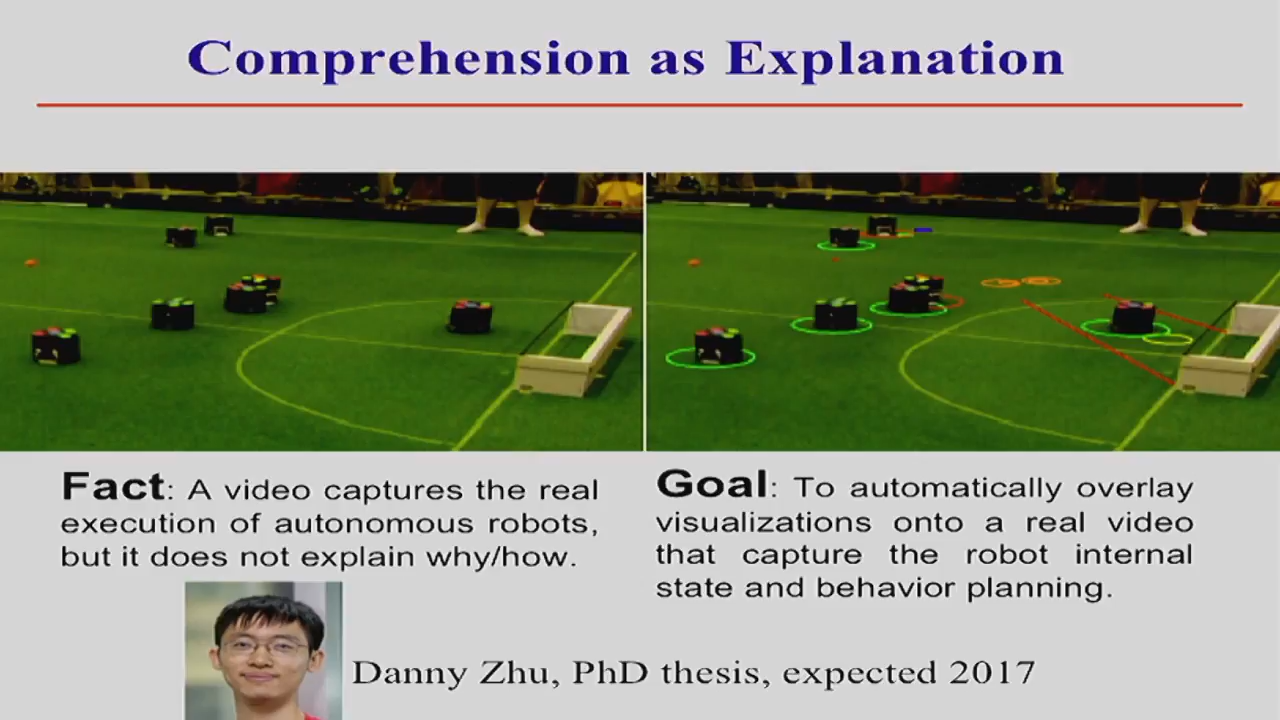 Comprehension as Explanation
Fact: A video captures the real
execution of autonomous robots,
but it does not explain why/how.
Goal: To automatically overlay
visualizations onto a real video
that capture the robot internal
state and behavior planning.
Danny Zhu, PhD thesis, expected 2017